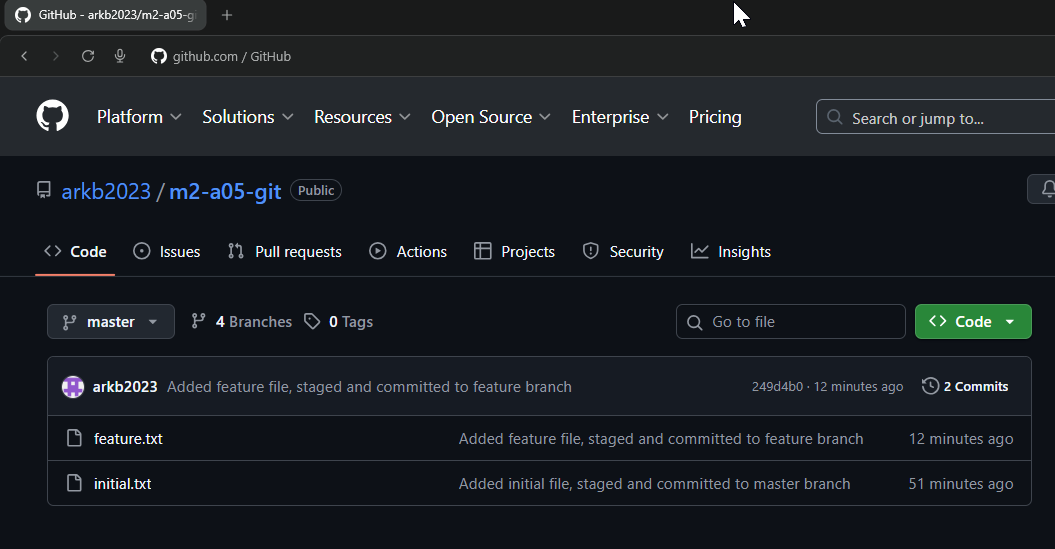 GitHub - arkb2023/m2-a05-gi
github.com / GitHub
Platform Solutions Resources Open Source Enterprise Pricing Search or jump to...
arkb2023 / m2-a05-git Public
Code Issues Pull requests Actions Projects Security Insights
master 4 Branches 0 Tags Go to file Code
arkb2023 Added feature file, staged and committed to feature branch 249d4b0 · 12 minutes ago 2 Commits
feature.txt Added feature file, staged and committed to feature branch 12 minutes ago
initial.txt Added initial file, staged and committed to master branch 51 minutes ago